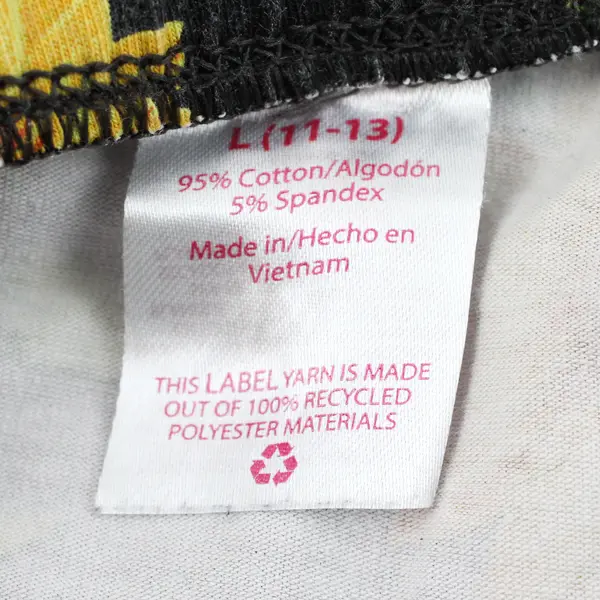 L (11-13)
95% Cotton/Algodón
5% Spandex
Made in/Hecho en
Vietnam
THIS LABEL YARN IS MADE
OUT OF 100% RECYCLED
POLYESTER MATERIALS